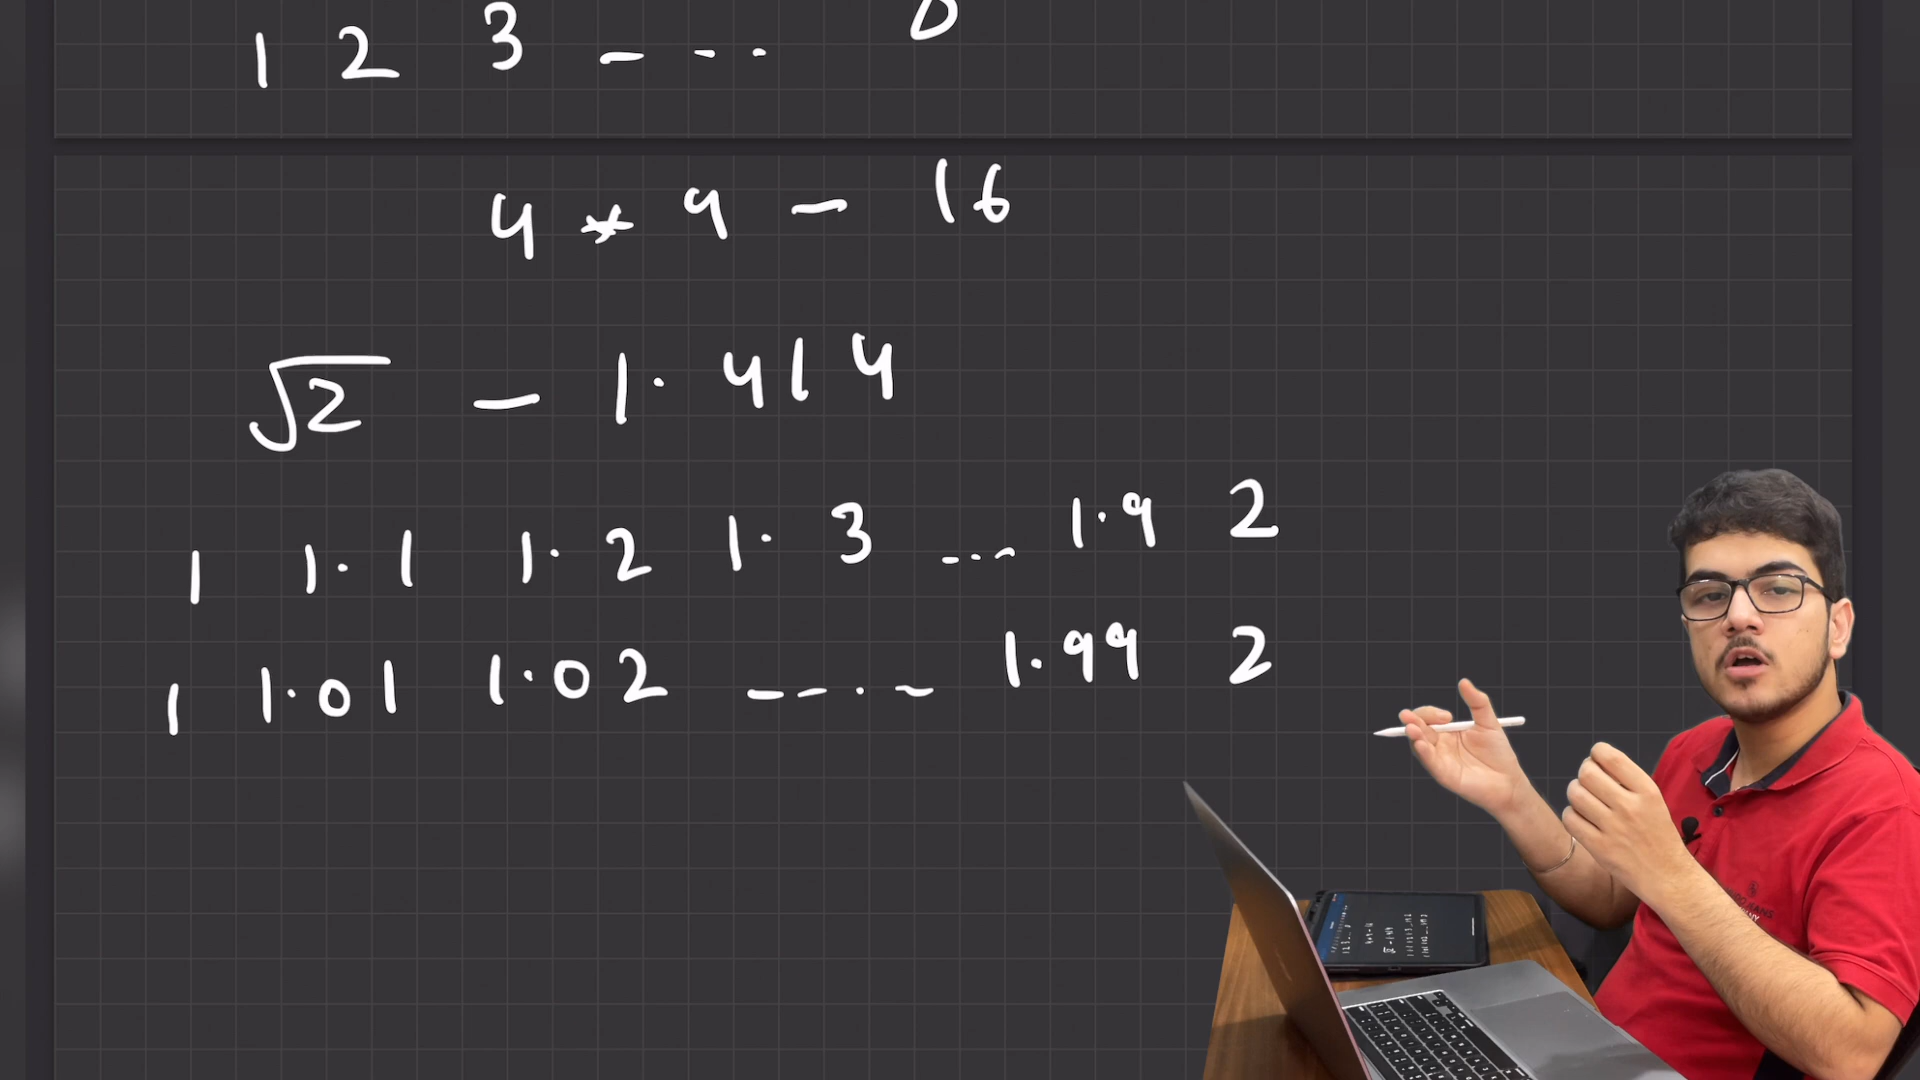 1 2 3 - - - 0
4 * 4 - 16
√2 - 1.414
1 1.1 1.2 1.3 ... 1.9 2
1 1.01 1.02 ---- 1.99 2